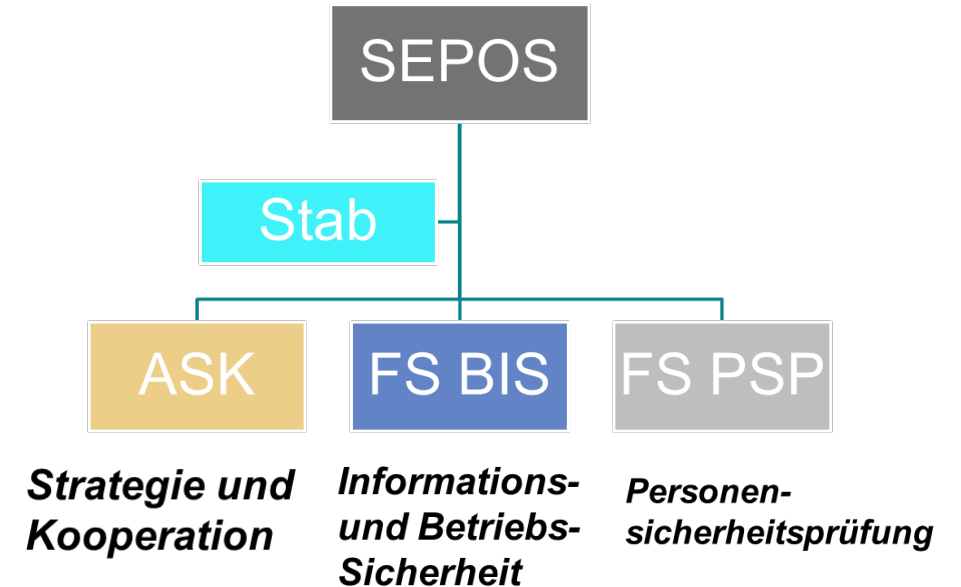 SEPOS
Stab
ASK
FS BIS
FS PSP
Strategie und
Kooperation
Informations-
und Betriebs-
Sicherheit
Personen-
sicherheitsprüfung